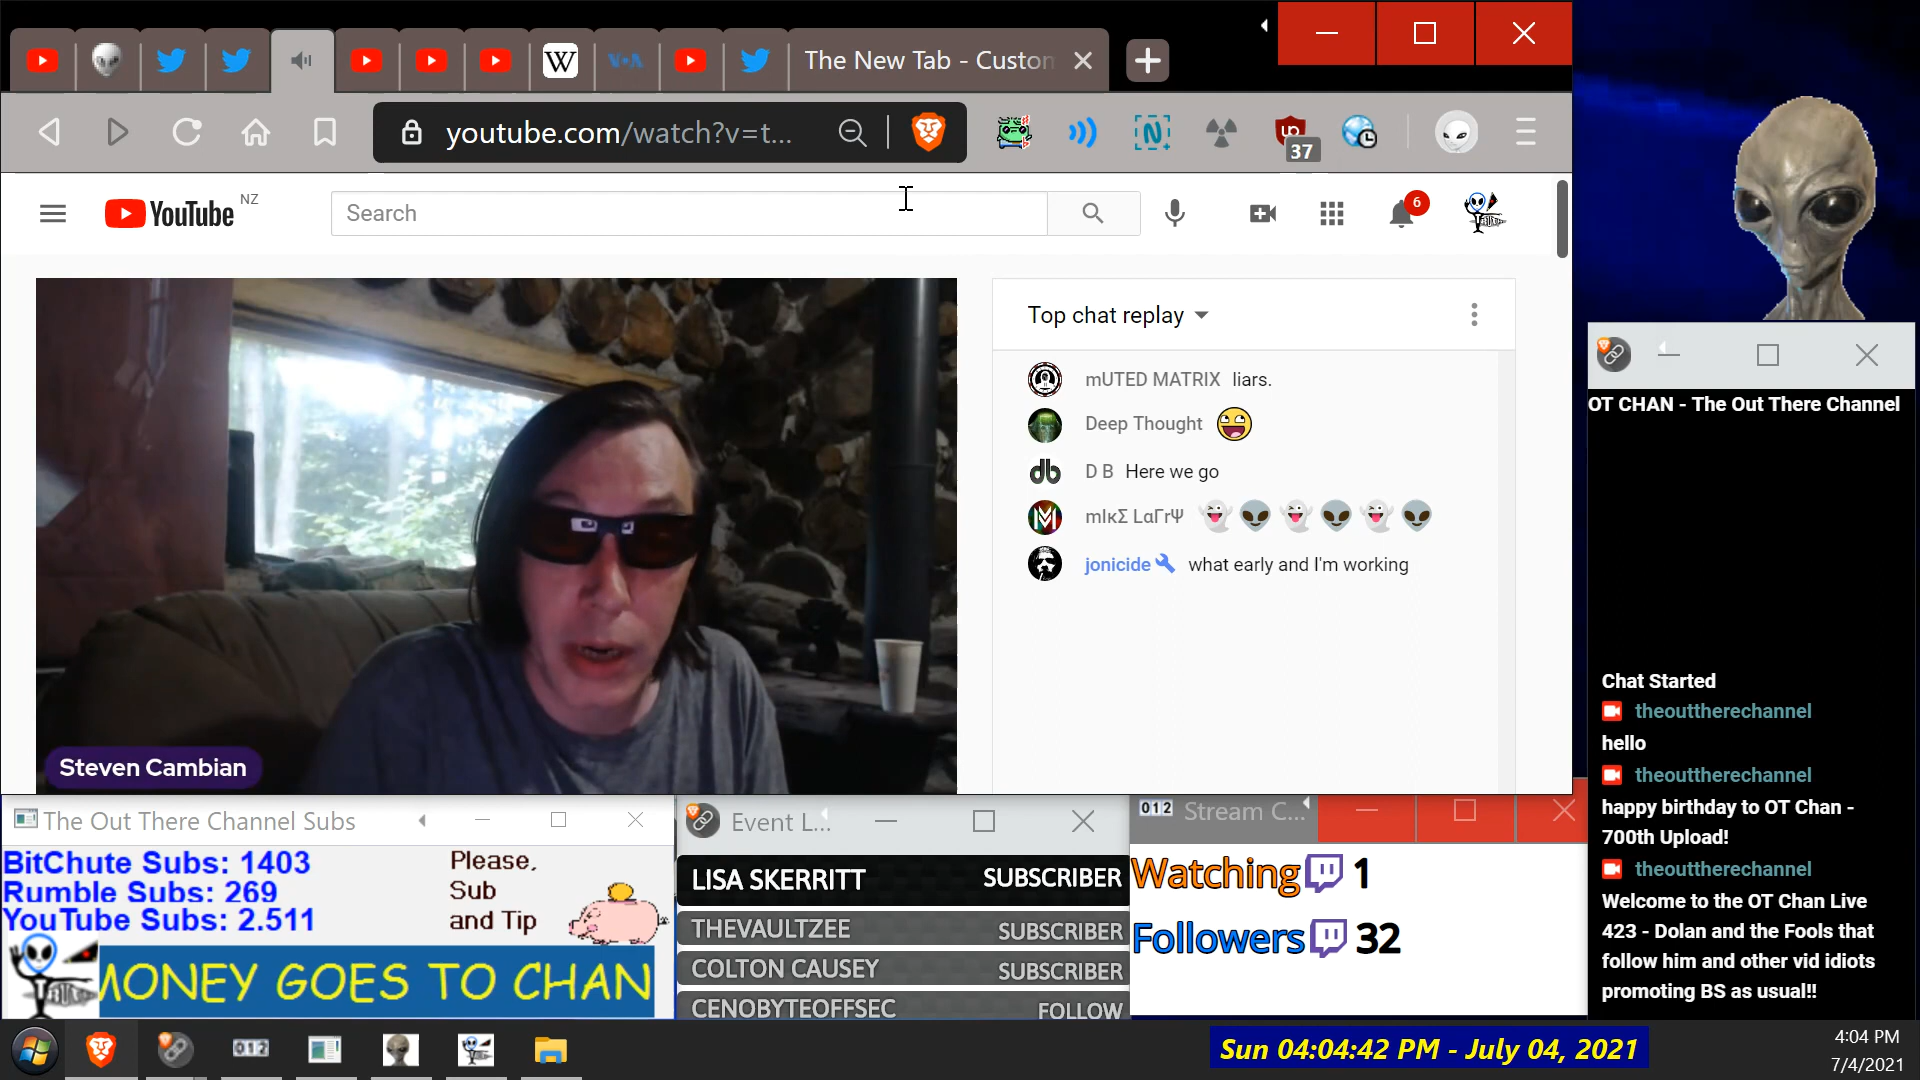 The New Tab - Custom
youtube.com/watch?v=t...
37
YouTube NZ
Search
6
Top chat replay
mUTED MATRIX liars.
Deep Thought
D B Here we go
mIκΣ LαΓrΨ
jonicide what early and I'm working
Steven Cambian
OT CHAN - The Out There Channel
Chat Started
theouttherechannel
hello
theouttherechannel
happy birthday to OT Chan -
700th Upload!
theouttherechannel
Welcome to the OT Chan Live
423 - Dolan and the Fools that
follow him and other vid idiots
promoting BS as usual!!
The Out There Channel Subs
BitChute Subs: 1403
Rumble Subs: 269
YouTube Subs: 2.511
Please,
Sub
and Tip
MONEY GOES TO CHAN
Event L...
LISA SKERRITT SUBSCRIBER
THEVAULTZEE SUBSCRIBER
COLTON CAUSEY SUBSCRIBER
CENOBYTEOFFSEC FOLLOW
012 Stream C...
Watching 1
Followers 32
012
Sun 04:04:42 PM - July 04, 2021
4:04 PM
7/4/2021